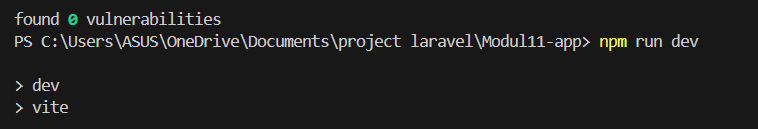 found 0 vulnerabilities
PS C:\Users\ASUS\OneDrive\Documents\project laravel\Modul11-app> npm run dev
> dev
> vite